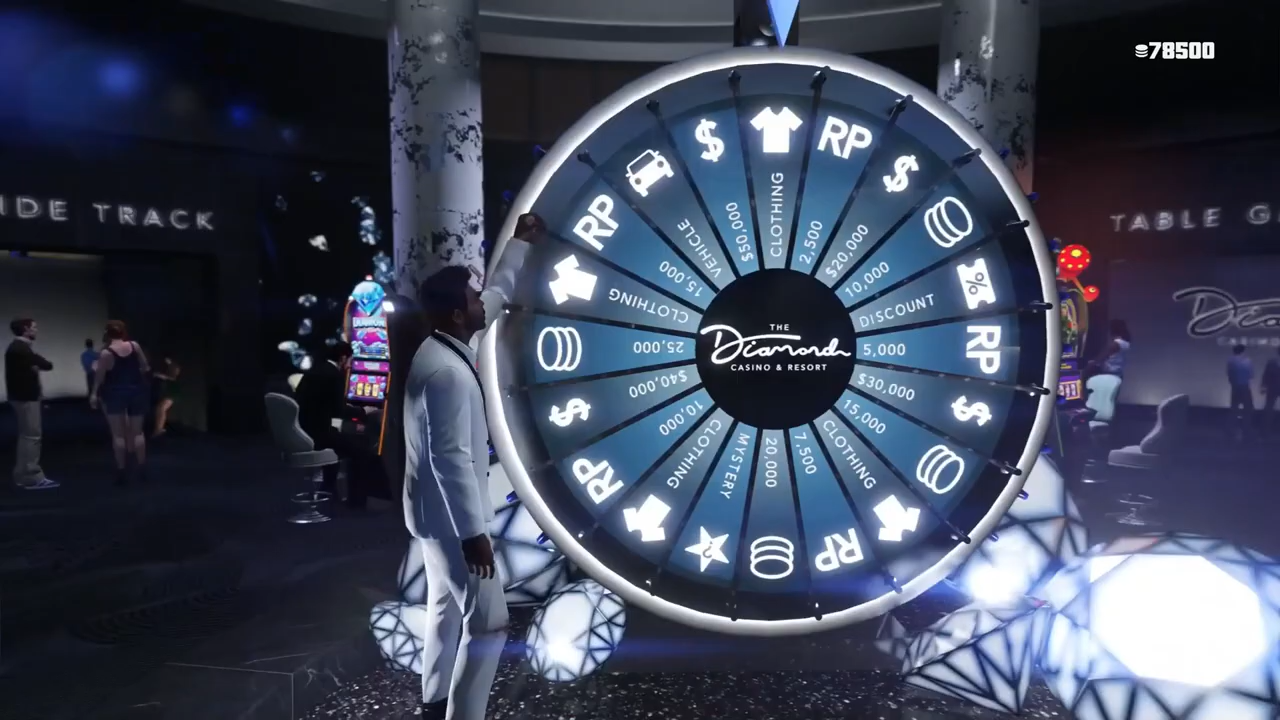 78500
IDE TRACK
TABLE G
$
RP
$
RP
%
RP
$
RP
RP
$
?
CLOTHING
2,500
$20,000
10,000
DISCOUNT
5,000
$30,000
15,000
CLOTHING
7,500
20,000
MYSTERY
CLOTHING
10,000
$40,000
25,000
CLOTHING
15,000
VEHICLE
$50,000
THE
Diamond
CASINO & RESORT